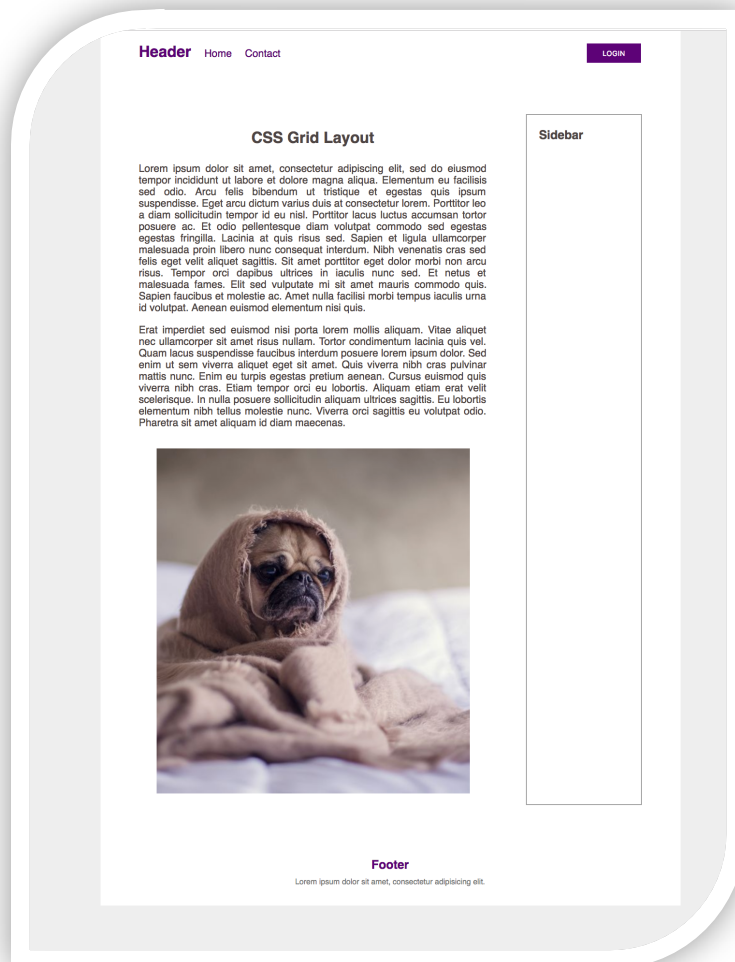 Header Home Contact LOGIN
CSS Grid Layout
Lorem ipsum dolor sit amet, consectetur adipiscing elit, sed do eiusmod
tempor incididunt ut labore et dolore magna aliqua. Elementum eu facilisis
sed odio. Arcu felis bibendum ut tristique et egestas quis ipsum
suspendisse. Eget arcu dictum varius duis at consectetur lorem. Porttitor leo
a diam sollicitudin tempor id eu nisl. Porttitor lacus luctus accumsan tortor
posuere ac. Et odio pellentesque diam volutpat commodo sed egestas
egestas fringilla. Lacinia at quis risus sed. Sapien et ligula ullamcorper
malesuada proin libero nunc consequat interdum. Nibh venenatis cras sed
felis eget velit aliquet sagittis. Sit amet porttitor eget dolor morbi non arcu
risus. Tempor orci dapibus ultrices in iaculis nunc sed. Et netus et
malesuada fames. Elit sed vulputate mi sit amet mauris commodo quis.
Sapien faucibus et molestie ac. Amet nulla facilisi morbi tempus iaculis urna
id volutpat. Aenean euismod elementum nisi quis.
Erat imperdiet sed euismod nisi porta lorem mollis aliquam. Vitae aliquet
nec ullamcorper sit amet risus nullam. Tortor condimentum lacinia quis vel.
Quam lacus suspendisse faucibus interdum posuere lorem ipsum dolor. Sed
enim ut sem viverra aliquet eget sit amet. Quis viverra nibh cras pulvinar
mattis nunc. Enim eu turpis egestas pretium aenean. Cursus euismod quis
viverra nibh cras. Etiam tempor orci eu lobortis. Aliquam etiam erat velit
scelerisque. In nulla posuere sollicitudin aliquam ultrices sagittis. Eu lobortis
elementum nibh tellus molestie nunc. Viverra orci sagittis eu volutpat odio.
Pharetra sit amet aliquam id diam maecenas.
Sidebar
Footer
Lorem ipsum dolor sit amet, consectetur adipisicing elit.